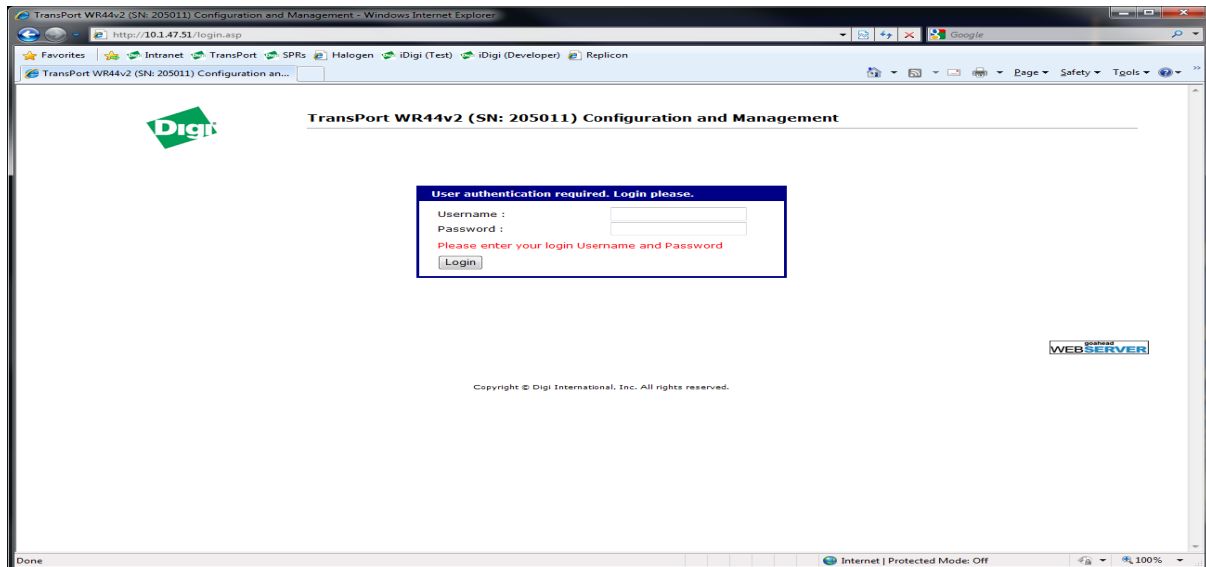 TransPort WR44v2 (SN: 205011) Configuration and Management - Windows Internet Explorer
http://10.1.47.51/login.asp
Google
Favorites Intranet TransPort SPRs Halogen iDigi (Test) iDigi (Developer) Replicon
TransPort WR44v2 (SN: 205011) Configuration an...
Page Safety Tools
Digi
TransPort WR44v2 (SN: 205011) Configuration and Management
User authentication required. Login please.
Username :
Password :
Please enter your login Username and Password
Login
goahead
WEBSERVER
Copyright © Digi International, Inc. All rights reserved.
Done Internet | Protected Mode: Off 100%